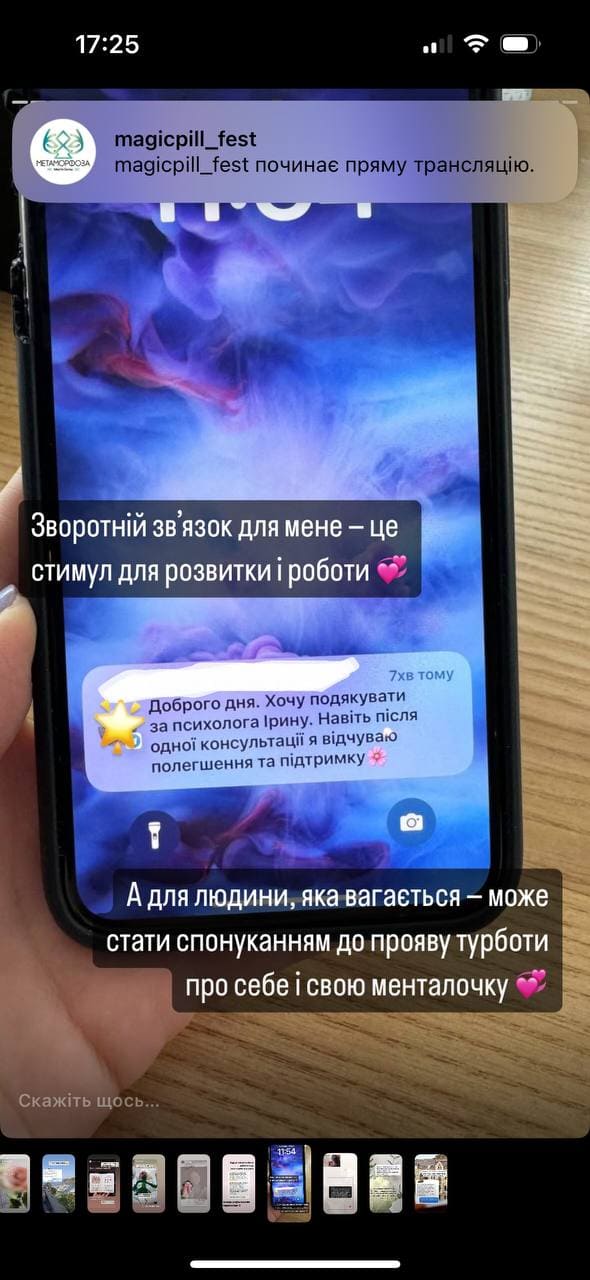 17:25
magicpill_fest
МЕТАМОРФОЗА
magicpill_fest починає пряму трансляцію.
Зворотній зв’язок для мене – це
стимул для розвитки і роботи 💞
7хв тому
Доброго дня. Хочу подякувати
за психолога Ірину. Навіть після
однієї консультації я відчуваю
полегшення та підтримку🌸
А для людини, яка вагається – може
стати спонуканням до прояву турботи
про себе і свою менталочку 💞
Скажіть щось...
11:54